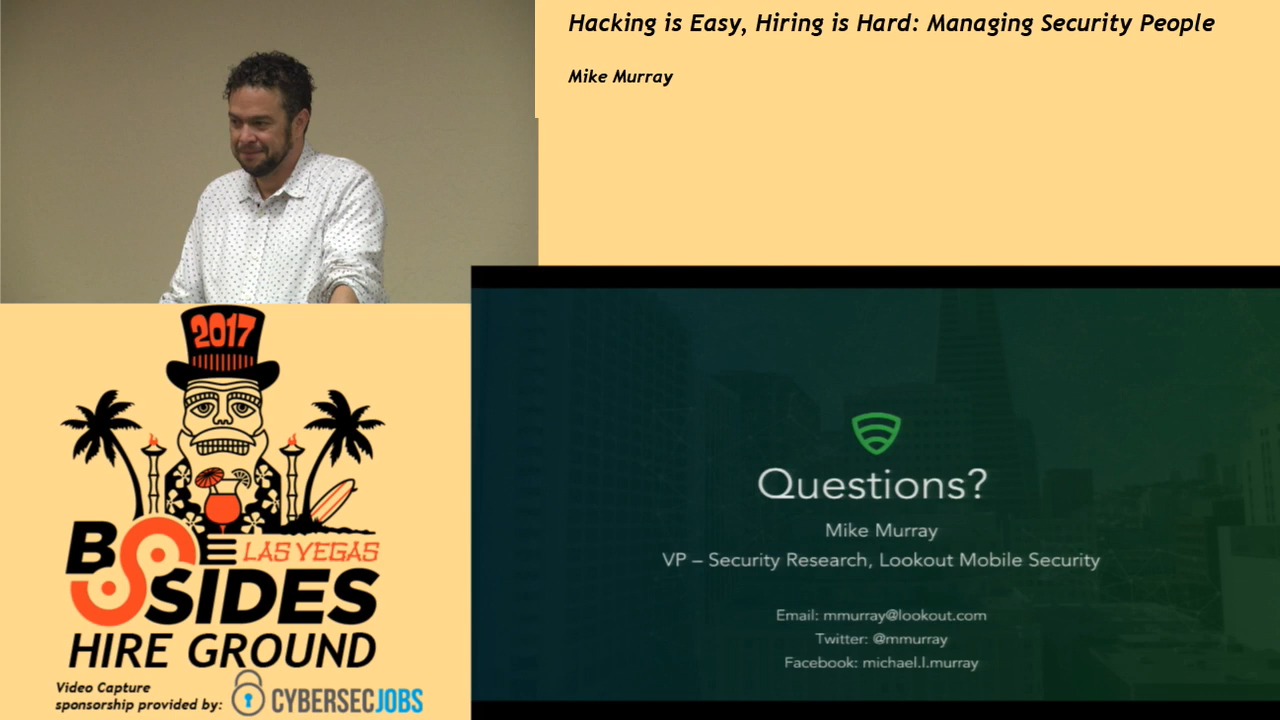 Hacking is Easy, Hiring is Hard: Managing Security People
Mike Murray
2017
BSIDES
LAS VEGAS
HIRE GROUND
Video Capture
sponsorship provided by:
CYBERSECJOBS
Questions?
Mike Murray
VP – Security Research, Lookout Mobile Security
Email: mmurray@lookout.com
Twitter: @mmurray
Facebook: michael.l.murray